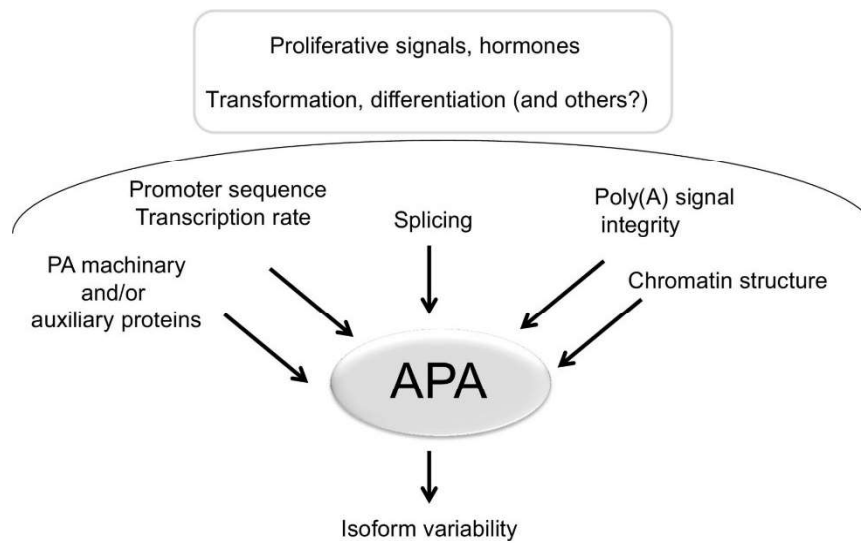 Proliferative signals, hormones
Transformation, differentiation (and others?)
Promoter sequence
Transcription rate
Splicing
Poly(A) signal
integrity
PA machinary
and/or
auxiliary proteins
Chromatin structure
APA
Isoform variability